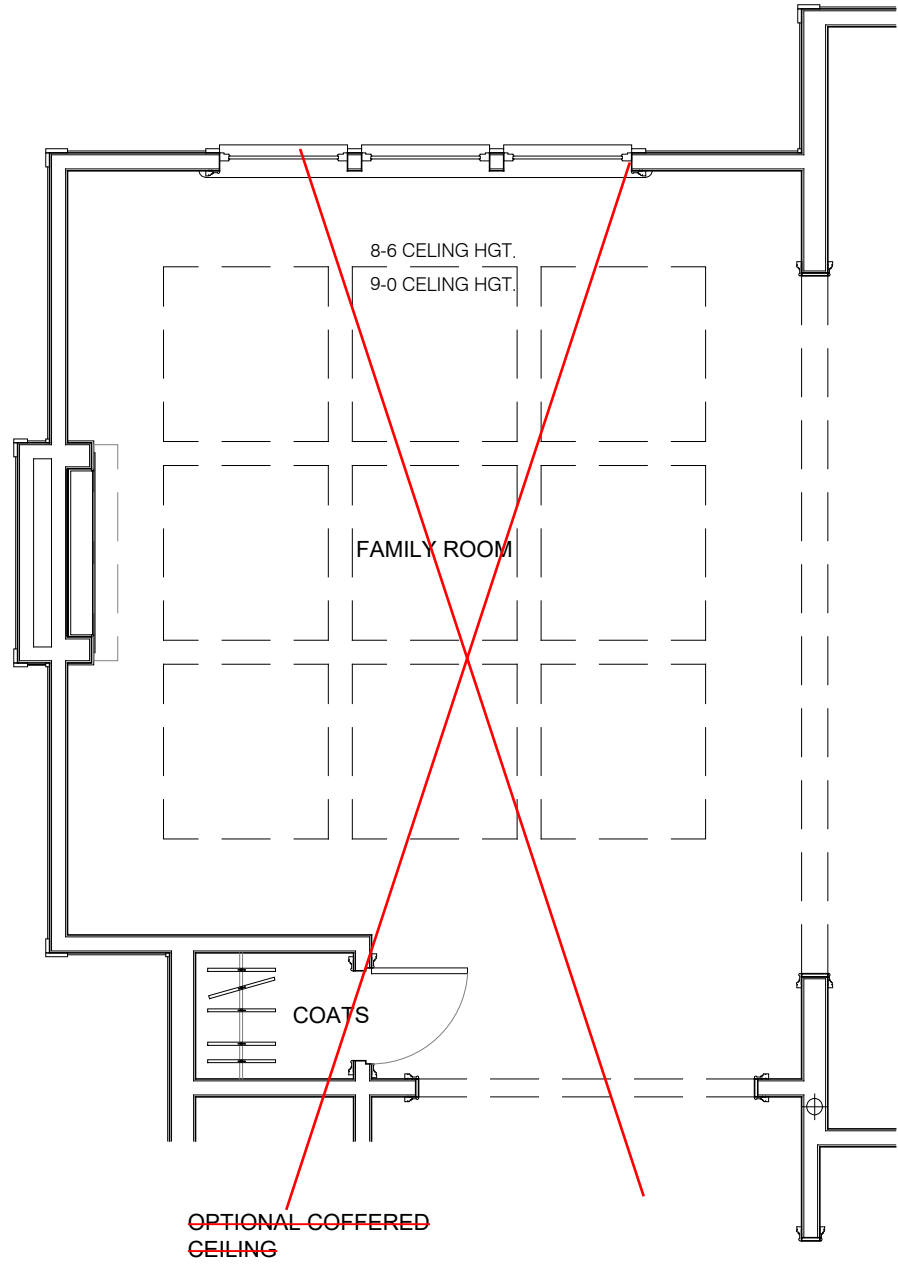 8-6 CELING HGT.
9-0 CELING HGT.
FAMILY ROOM
COATS
OPTIONAL COFFERED
CEILING